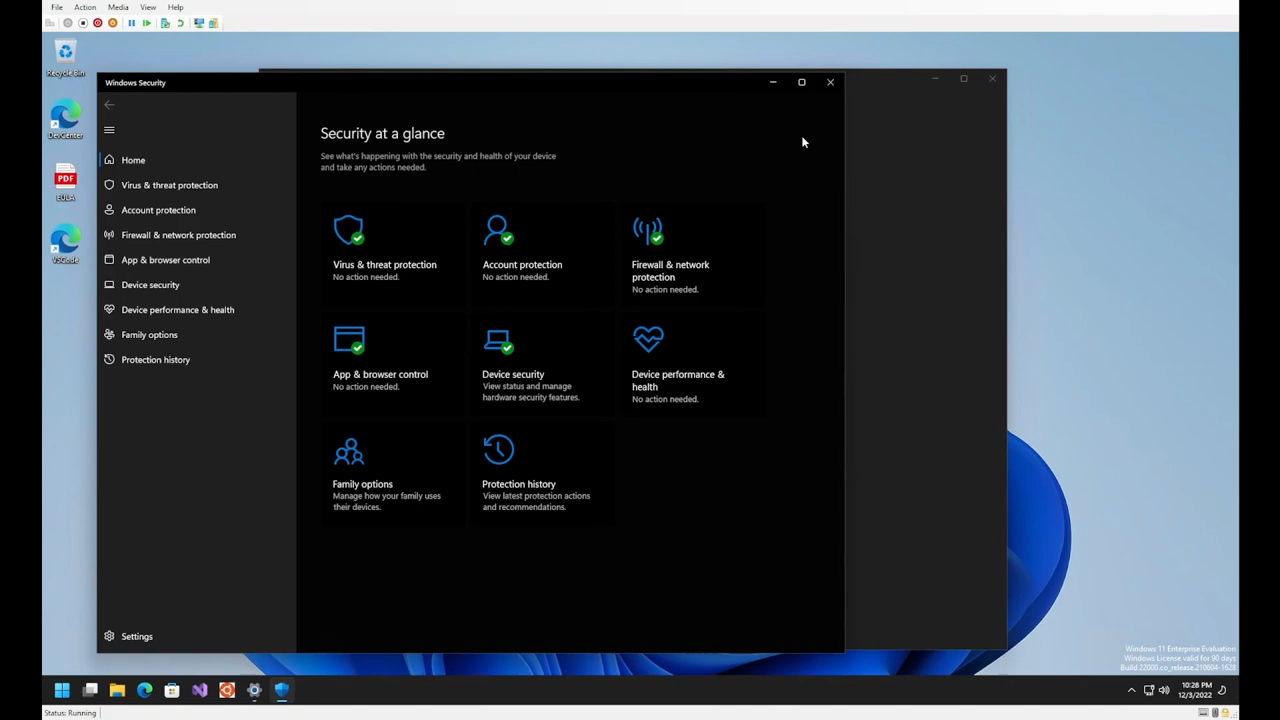 File Action Media View Help
Recycle Bin
DevCenter
PDF
EULA
VSCode
Windows Security
Home
Virus & threat protection
Account protection
Firewall & network protection
App & browser control
Device security
Device performance & health
Family options
Protection history
Settings
Security at a glance
See what's happening with the security and health of your device
and take any actions needed.
Virus & threat protection
No action needed.
Account protection
No action needed.
Firewall & network
protection
No action needed.
App & browser control
No action needed.
Device security
View status and manage
hardware security features.
Device performance &
health
No action needed.
Family options
Manage how your family uses
their devices.
Protection history
View latest protection actions
and recommendations.
Windows 11 Enterprise Evaluation
Windows License valid for 90 days
Build 22000.co_release.210604-1628
10:28 PM
12/3/2022
Status: Running